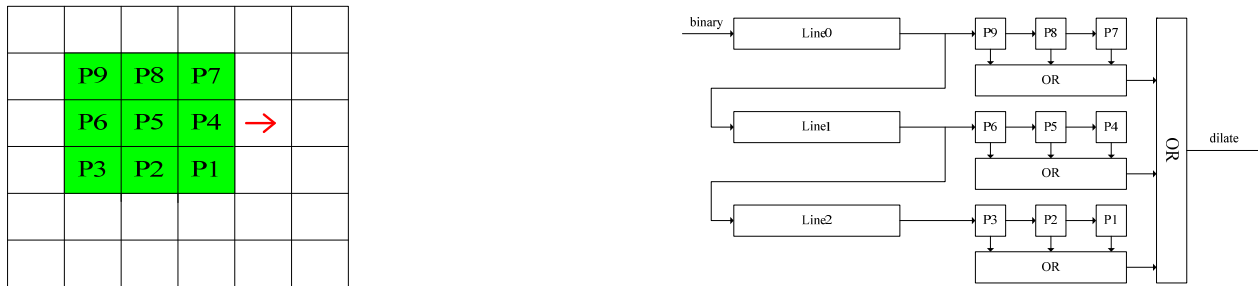 P9 P8 P7
P6 P5 P4
P3 P2 P1
binary
Line0
P9 P8 P7
OR
Line1
P6 P5 P4
OR
Line2
P3 P2 P1
OR
OR
dilate